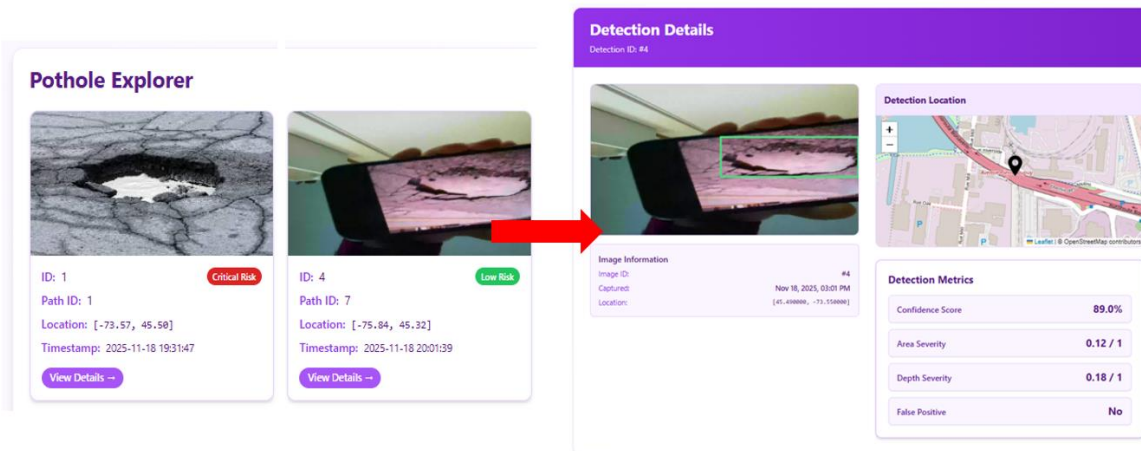 Pothole Explorer
ID: 1
Critical Risk
Path ID: 1
Location: [-73.57, 45.50]
Timestamp: 2025-11-18 19:31:47
View Details →
ID: 4
Low Risk
Path ID: 7
Location: [-75.84, 45.32]
Timestamp: 2025-11-18 20:01:39
View Details →
Detection Details
Detection ID: #4
Image Information
Image ID: #4
Captured: Nov 18, 2025, 03:01 PM
Location: [45.490000, -73.550000]
Detection Location
+
−
P
P
P
Leaflet | © OpenStreetMap contributors
Detection Metrics
Confidence Score 89.0%
Area Severity 0.12 / 1
Depth Severity 0.18 / 1
False Positive No